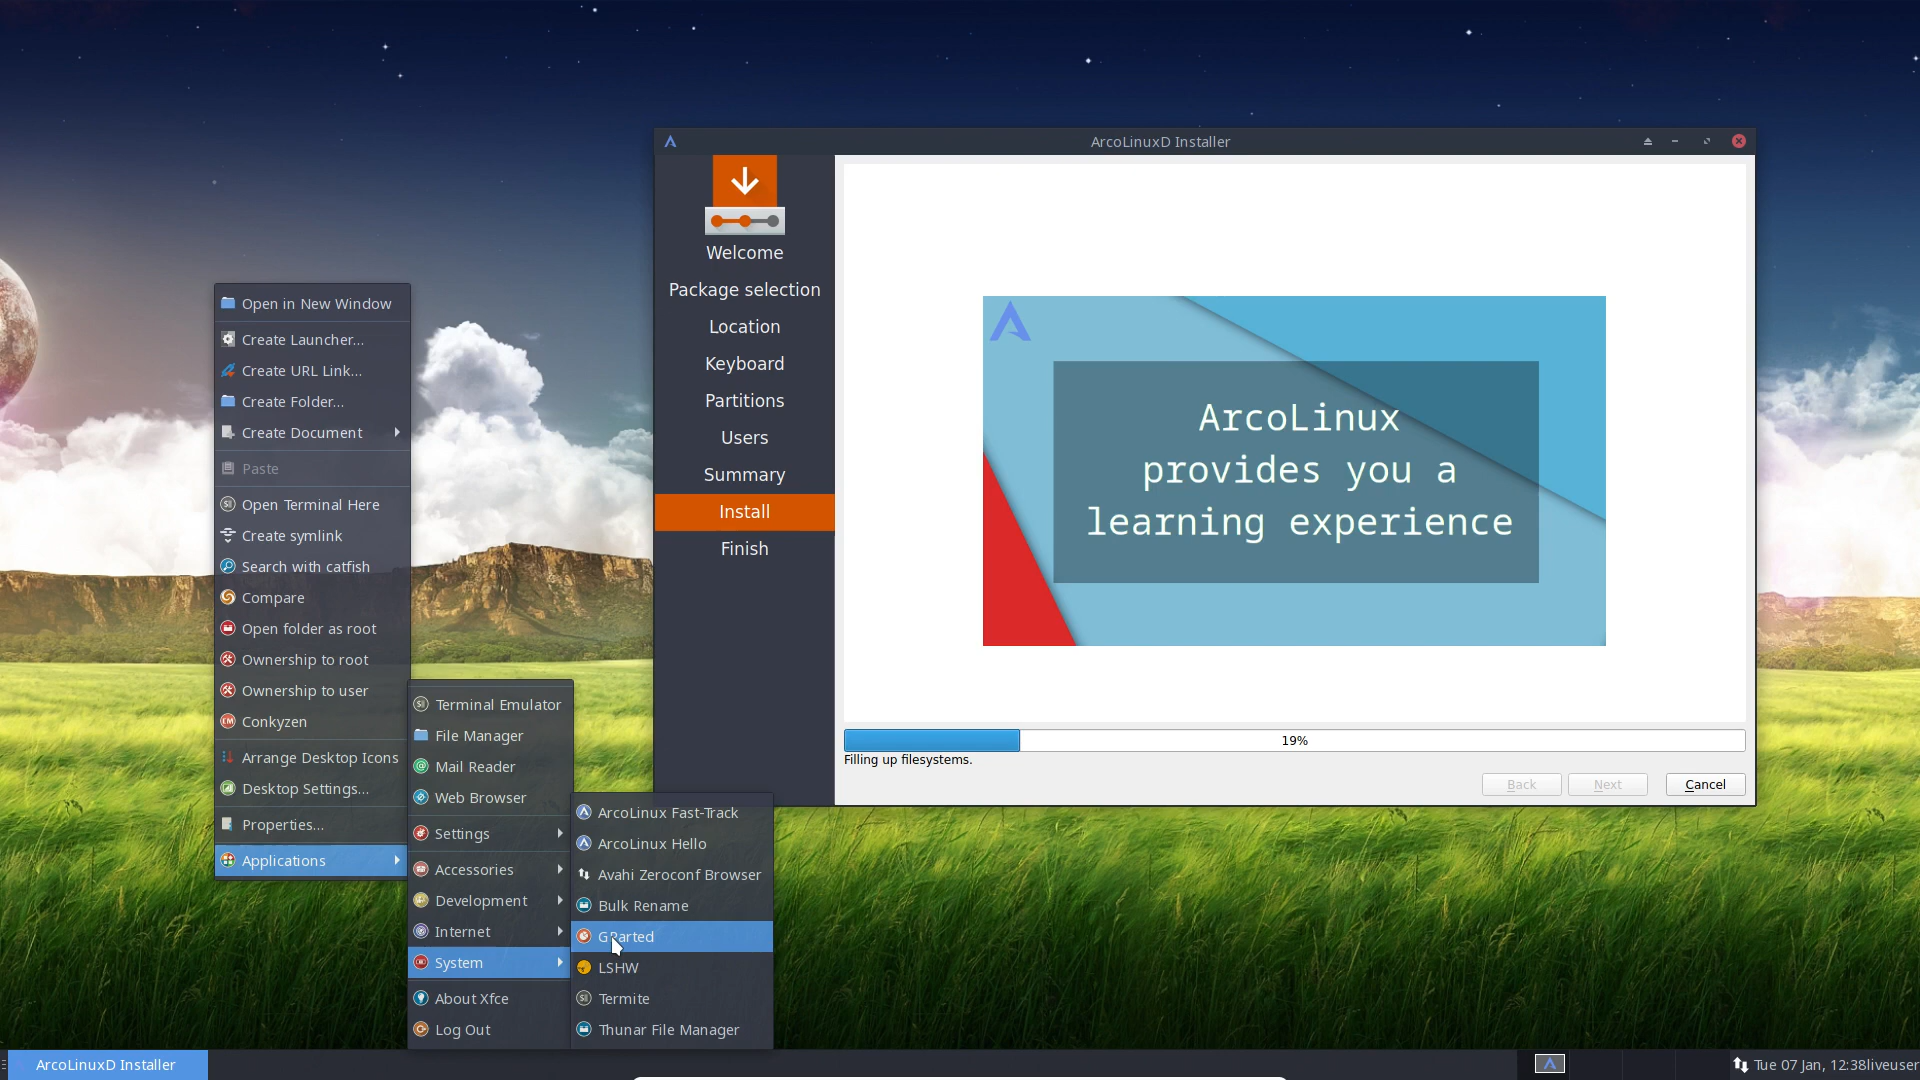 ArcoLinuxD Installer
Welcome
Package selection
Location
Keyboard
Partitions
Users
Summary
Install
Finish
ArcoLinux
provides you a
learning experience
19%
Filling up filesystems.
Back
Next
Cancel
Open in New Window
Create Launcher...
Create URL Link...
Create Folder...
Create Document
Paste
Open Terminal Here
Create symlink
Search with catfish
Compare
Open folder as root
Ownership to root
Ownership to user
Conkyzen
Arrange Desktop Icons
Desktop Settings...
Properties...
Applications
Terminal Emulator
File Manager
Mail Reader
Web Browser
Settings
Accessories
Development
Internet
System
About Xfce
Log Out
ArcoLinux Fast-Track
ArcoLinux Hello
Avahi Zeroconf Browser
Bulk Rename
GParted
LSHW
Termite
Thunar File Manager
ArcoLinuxD Installer
Tue 07 Jan, 12:38liveuser